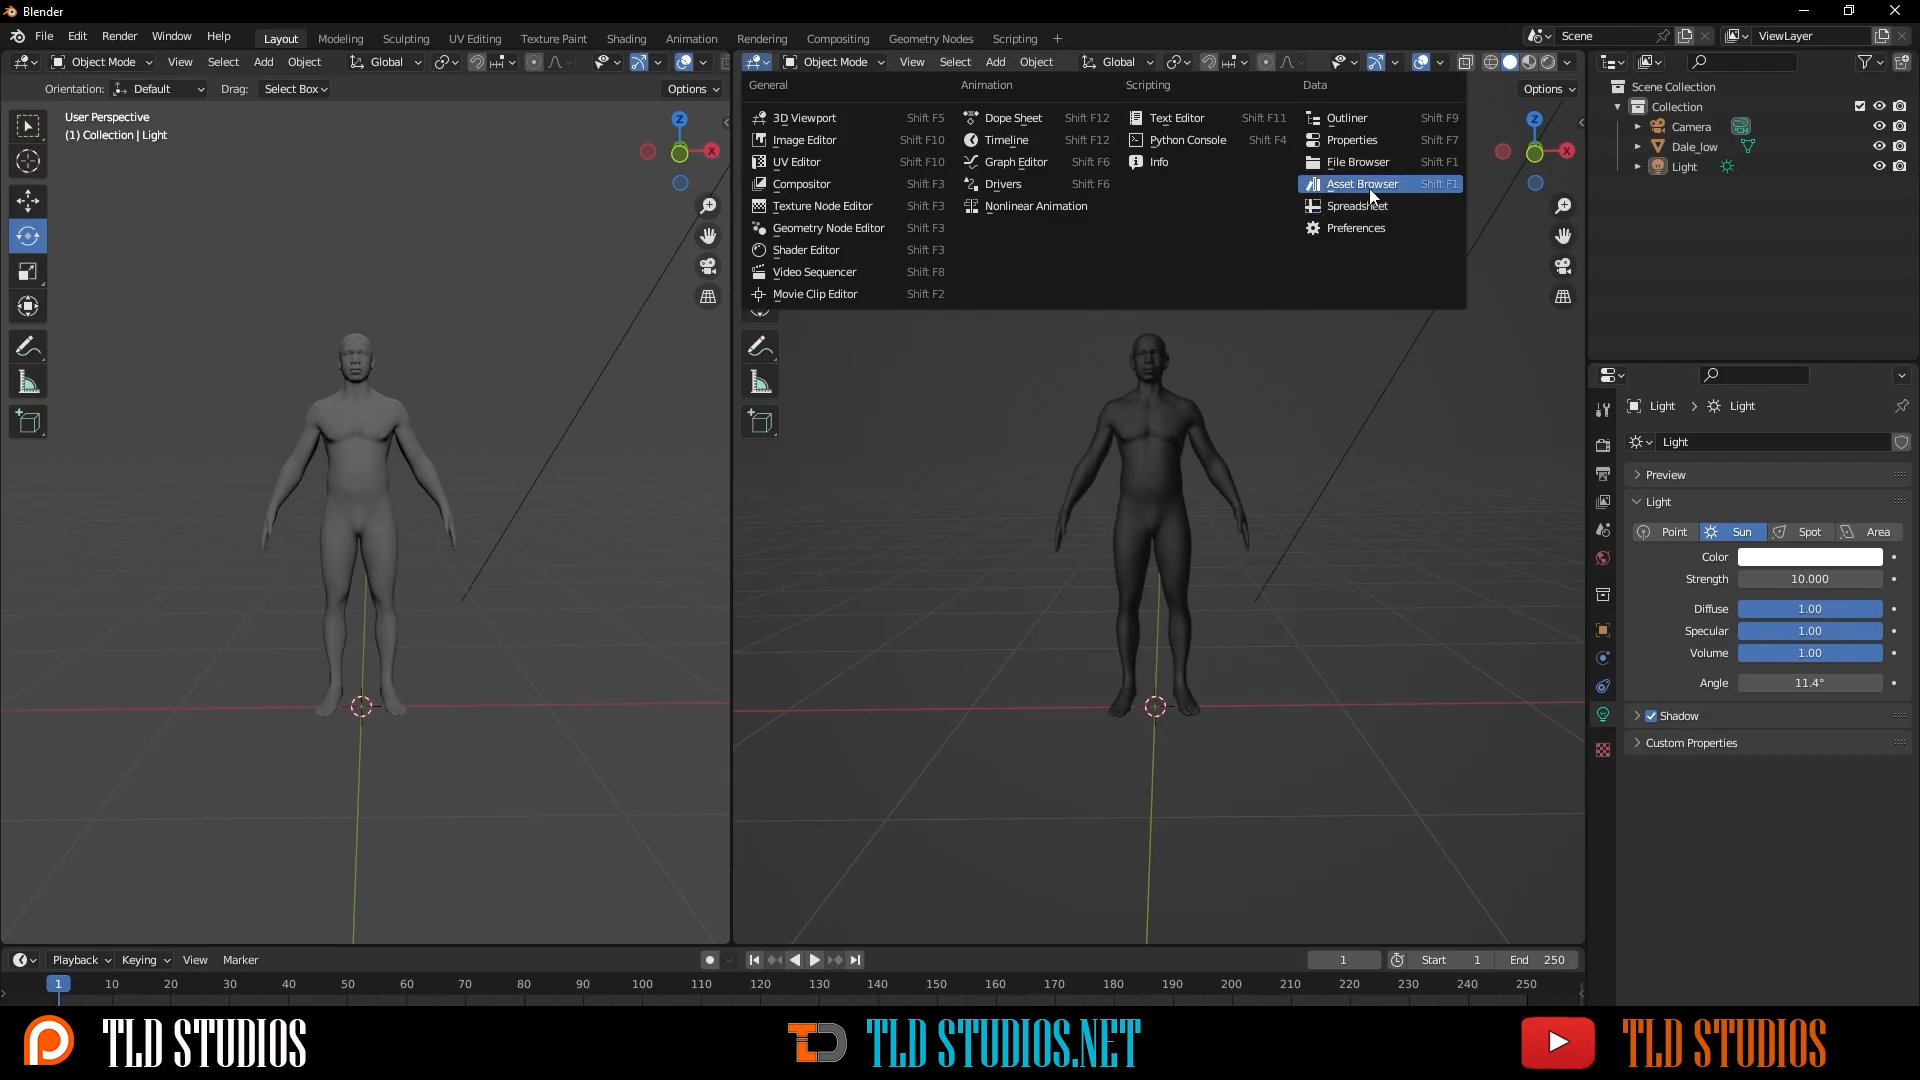 Blender
File Edit Render Window Help Layout Modeling Sculpting UV Editing Texture Paint Shading Animation Rendering Compositing Geometry Nodes Scripting + Scene ViewLayer
Object Mode View Select Add Object Global
Object Mode View Select Add Object Global
Orientation: Default Drag: Select Box Options
Options
User Perspective
(1) Collection | Light
Z
X
Z
X
General
3D Viewport Shift F5
Image Editor Shift F10
UV Editor Shift F10
Compositor Shift F3
Texture Node Editor Shift F3
Geometry Node Editor Shift F3
Shader Editor Shift F3
Video Sequencer Shift F8
Movie Clip Editor Shift F2
Animation
Dope Sheet Shift F12
Timeline Shift F12
Graph Editor Shift F6
Drivers Shift F6
Nonlinear Animation
Scripting
Text Editor Shift F11
Python Console Shift F4
Info
Data
Outliner Shift F9
Properties Shift F7
File Browser Shift F1
Asset Browser Shift F1
Spreadsheet
Preferences
Scene Collection
Collection
Camera
Dale_low
Light
Light > Light
Light
Preview
Light
Point Sun Spot Area
Color
Strength 10.000
Diffuse 1.00
Specular 1.00
Volume 1.00
Angle 11.4°
Shadow
Custom Properties
Playback Keying View Marker 1 Start 1 End 250
1 10 20 30 40 50 60 70 80 90 100 110 120 130 140 150 160 170 180 190 200 210 220 230 240 250
TLD STUDIOS
TD TLD STUDIOS.NET
TLD STUDIOS